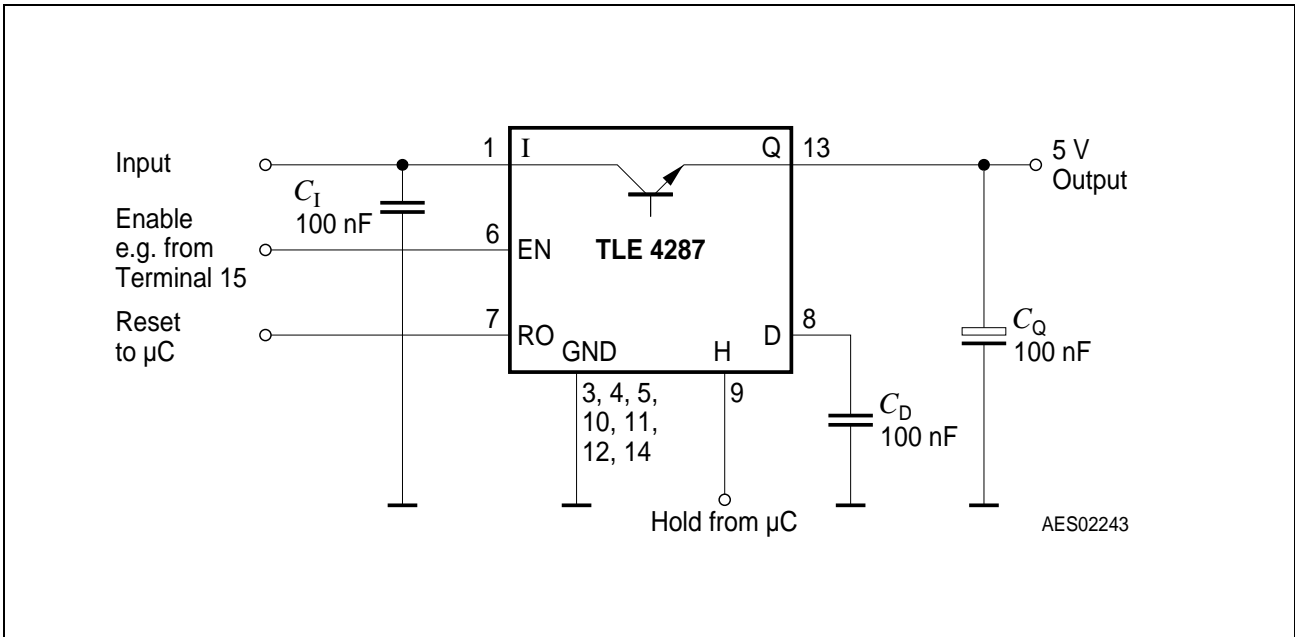 Input
C_I
100 nF
Enable
e.g. from
Terminal 15
Reset
to µC
1
I
6
EN
7
RO
TLE 4287
GND
H
3, 4, 5,
10, 11,
12, 14
9
Hold from µC
Q
13
D
8
C_D
100 nF
5 V
Output
C_Q
100 nF
AES02243